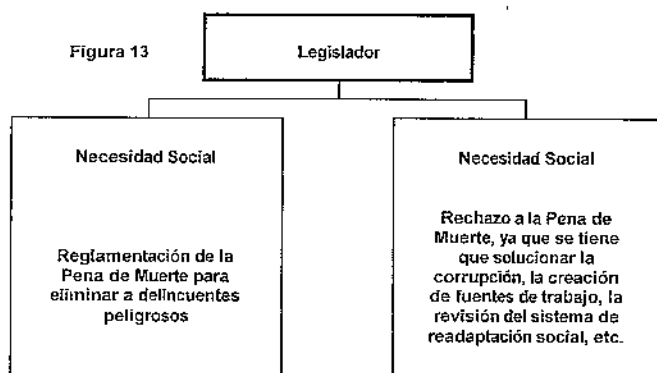 Figura 13
Legislador
Necesidad Social
Reglamentación de la
Pena de Muerte para
eliminar a delincuentes
peligrosos
Necesidad Social
Rechazo a la Pena de
Muerte, ya que se tiene
que solucionar la
corrupción, la creación
de fuentes de trabajo, la
revisión del sistema de
readaptación social, etc.